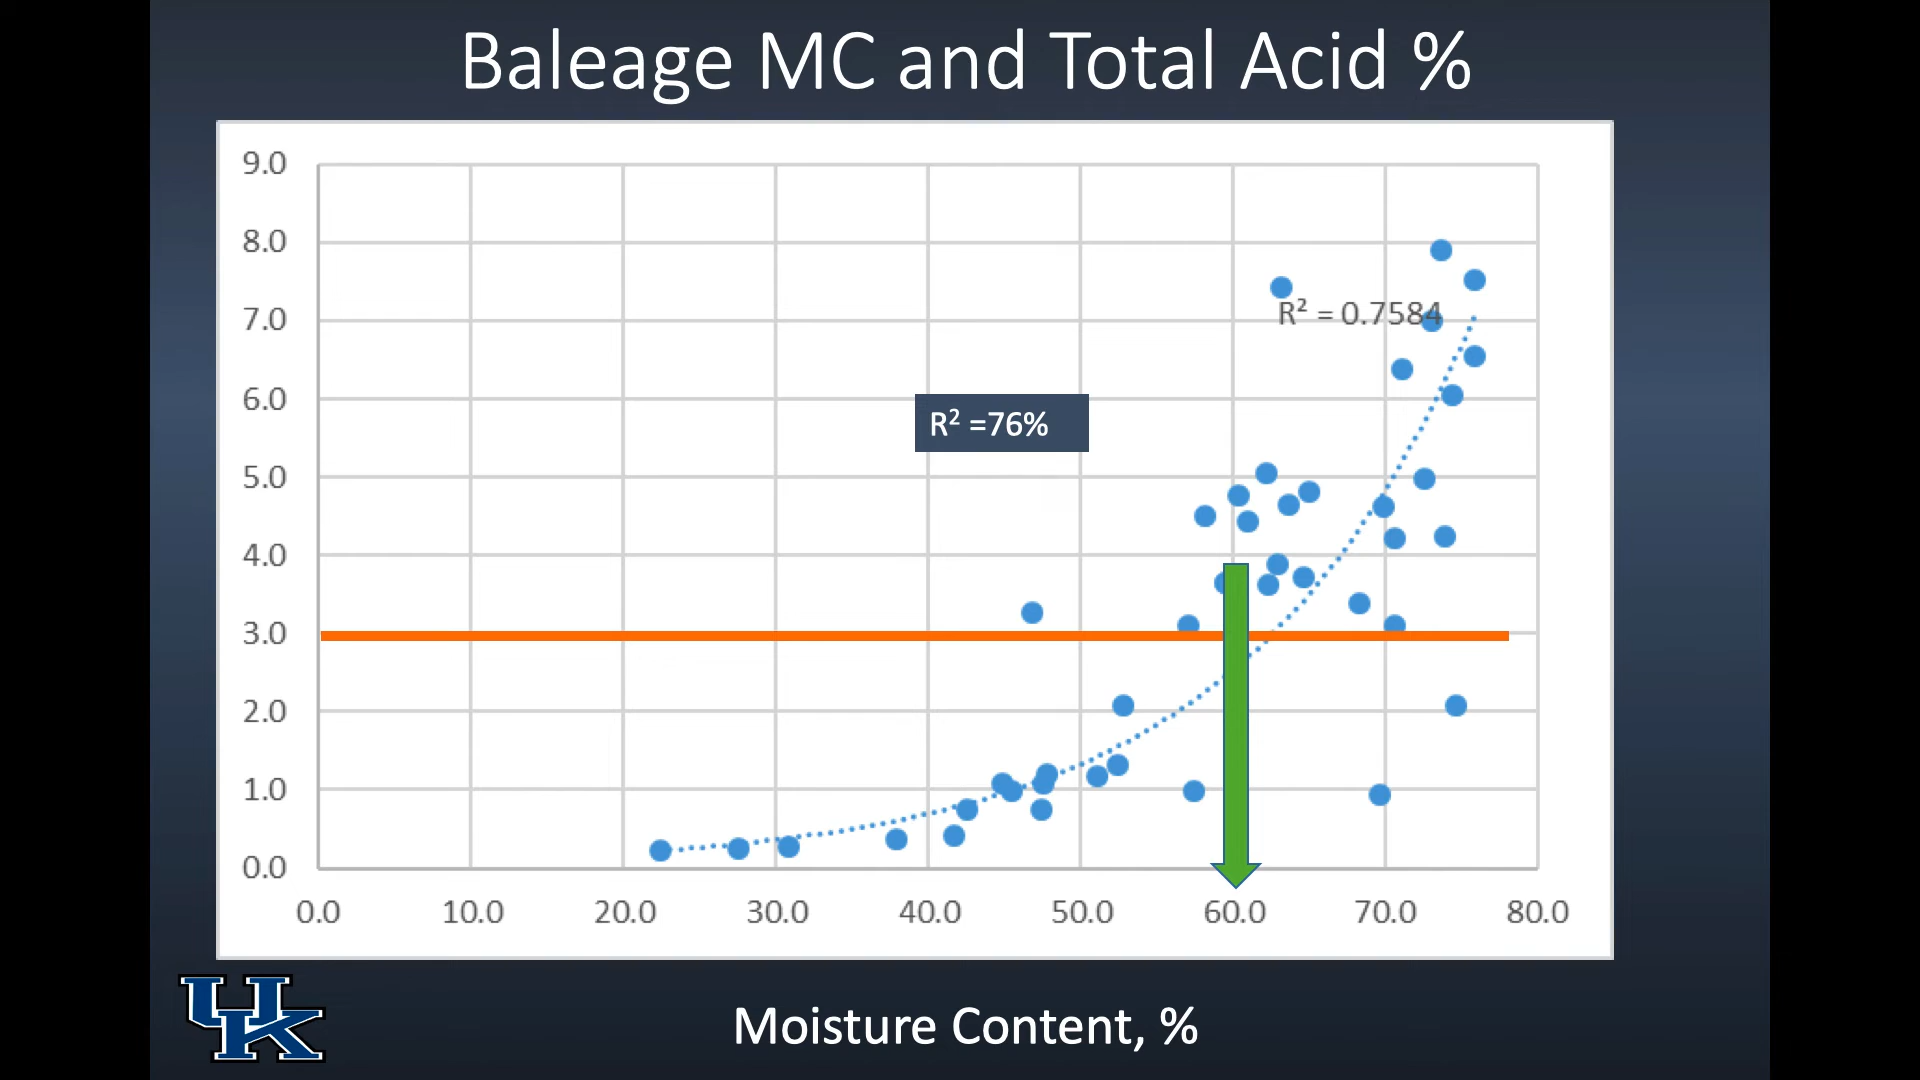 Baleage MC and Total Acid %
9.0
8.0
7.0
6.0
5.0
4.0
3.0
2.0
1.0
0.0
R² = 0.7584
R² =76%
0.0 10.0 20.0 30.0 40.0 50.0 60.0 70.0 80.0
UK
Moisture Content, %